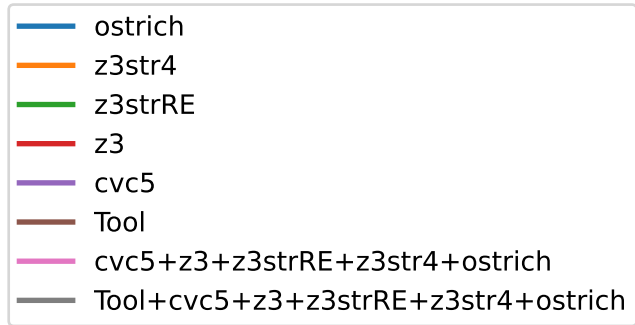 ostrich
z3str4
z3strRE
z3
cvc5
Tool
cvc5+z3+z3strRE+z3str4+ostrich
Tool+cvc5+z3+z3strRE+z3str4+ostrich